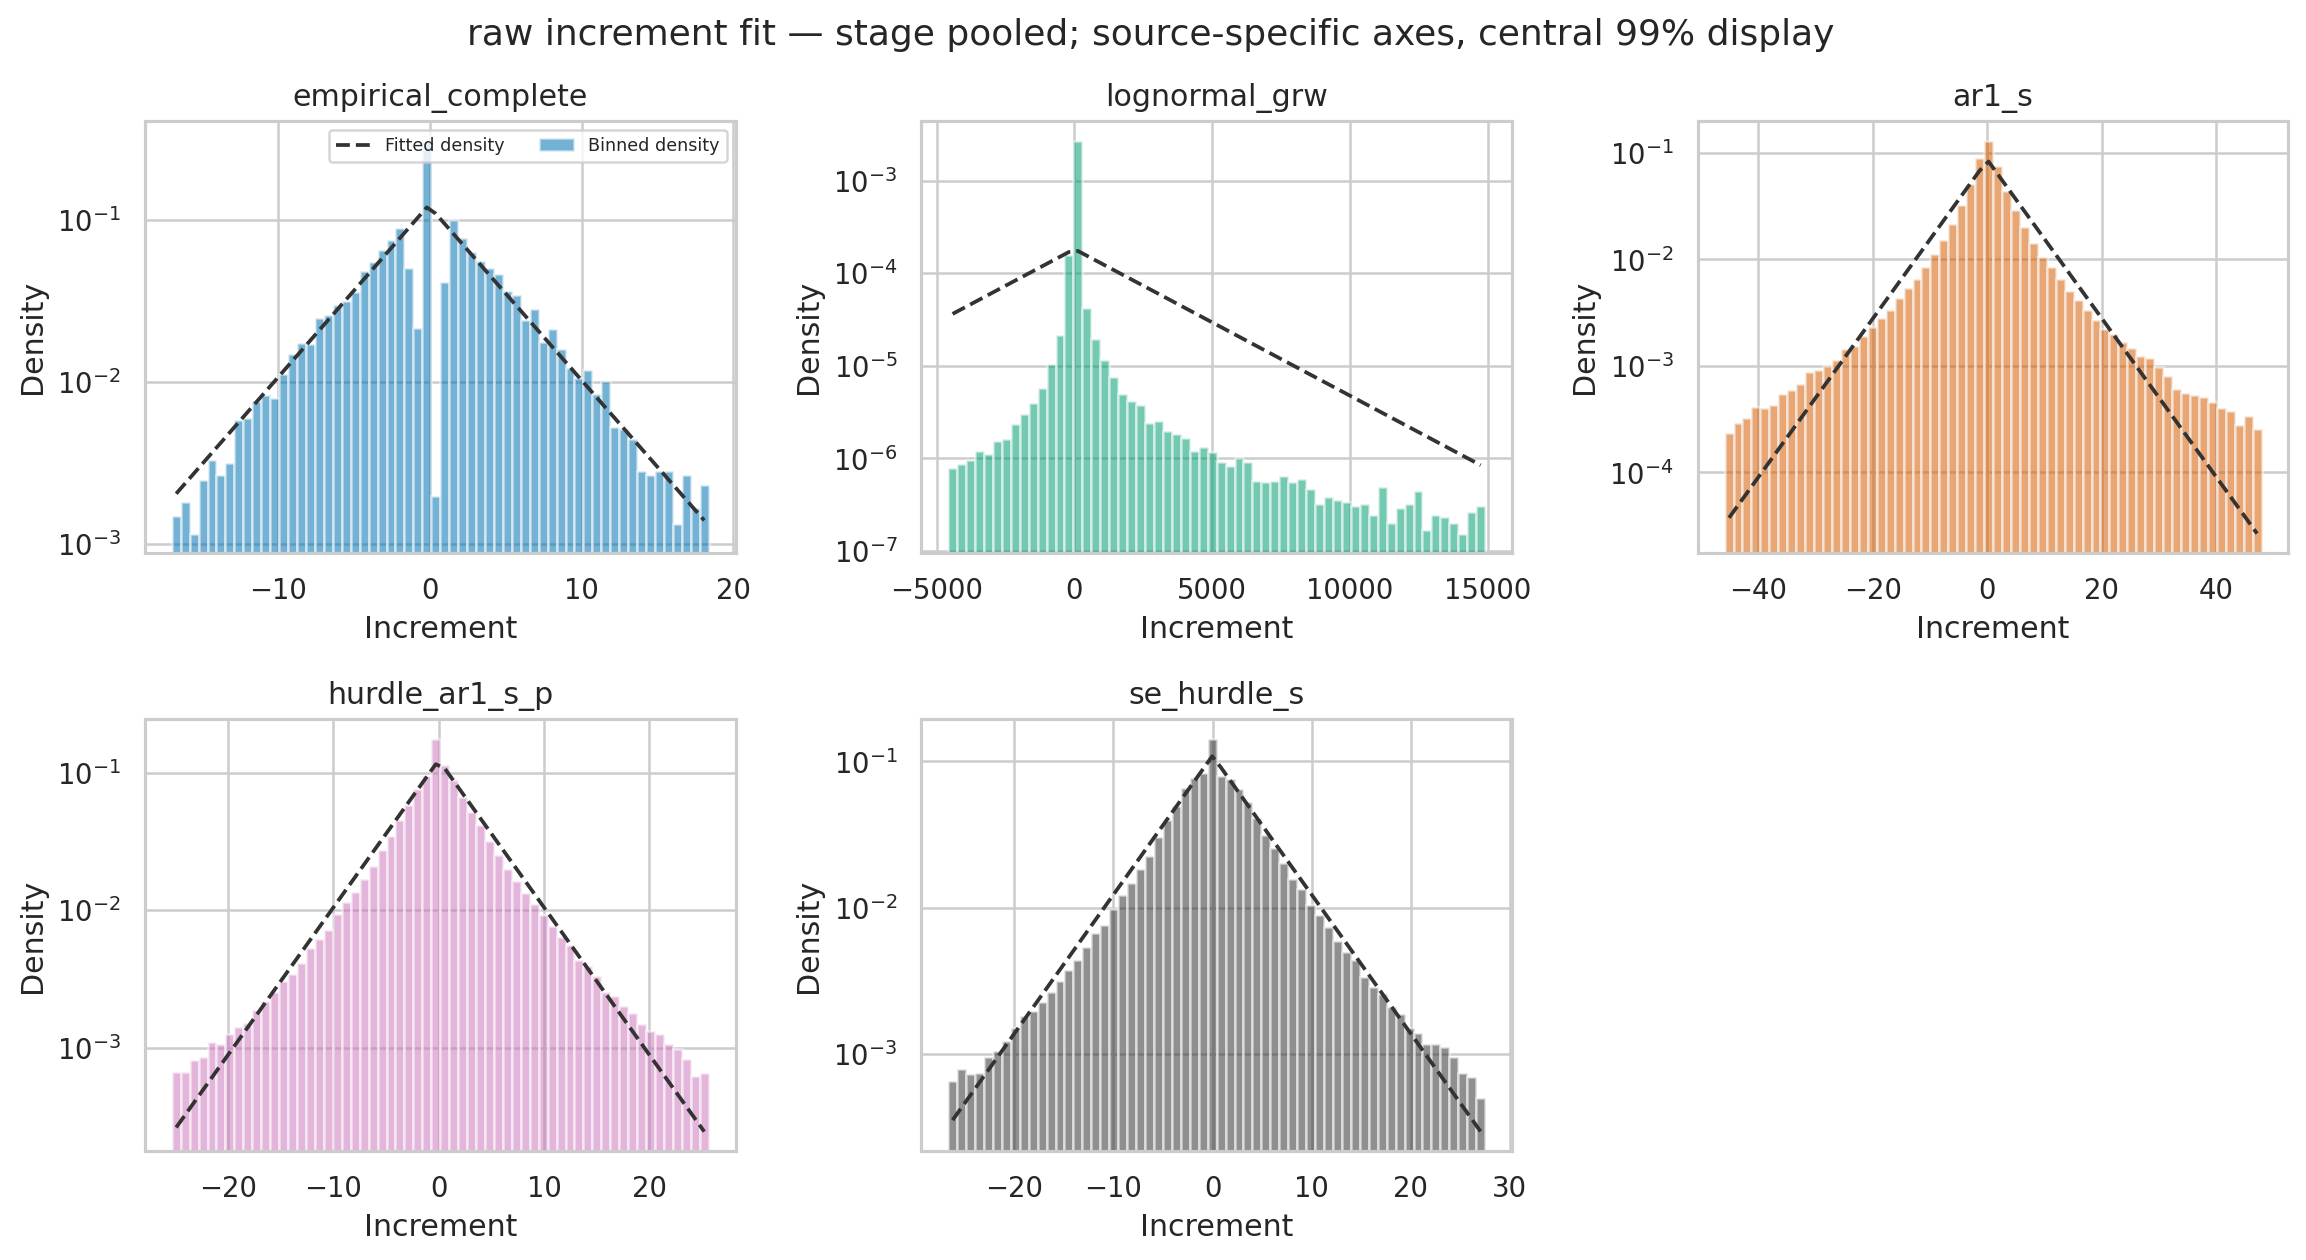 raw increment fit — stage pooled; source-specific axes, central 99% display
empirical_complete
Fitted density
Binned density
10⁻¹
10⁻²
10⁻³
Density
−10
0
10
20
Increment
lognormal_grw
10⁻³
10⁻⁴
10⁻⁵
10⁻⁶
10⁻⁷
Density
−5000
0
5000
10000
15000
Increment
ar1_s
10⁻¹
10⁻²
10⁻³
10⁻⁴
Density
−40
−20
0
20
40
Increment
hurdle_ar1_s_p
10⁻¹
10⁻²
10⁻³
Density
−20
−10
0
10
20
Increment
se_hurdle_s
10⁻¹
10⁻²
10⁻³
Density
−20
−10
0
10
20
30
Increment